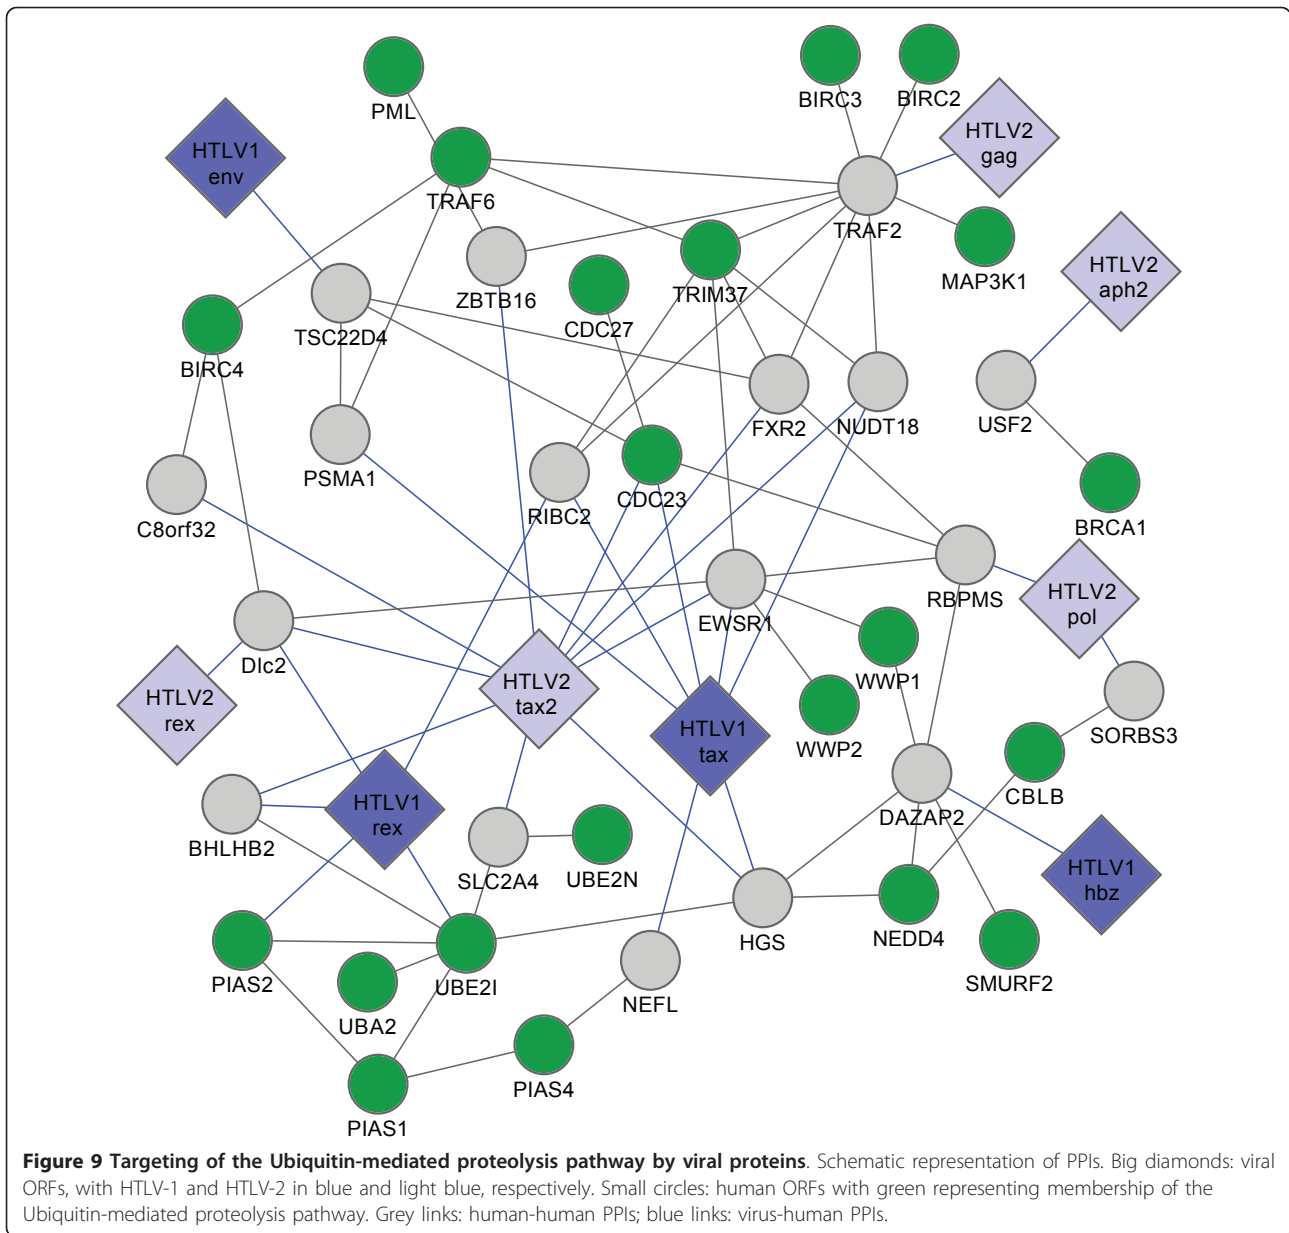 PML
BIRC3
BIRC2
HTLV2
gag
HTLV1
env
TRAF6
TRAF2
MAP3K1
HTLV2
aph2
ZBTB16
CDC27
TRIM37
TSC22D4
BIRC4
FXR2
NUDT18
USF2
PSMA1
C8orf32
RIBC2
CDC23
BRCA1
EWSR1
RBPMS
HTLV2
pol
Dlc2
HTLV2
rex
HTLV2
tax2
HTLV1
tax
WWP1
WWP2
SORBS3
CBLB
DAZAP2
HTLV1
hbz
BHLHB2
HTLV1
rex
SLC2A4
UBE2N
HGS
NEDD4
SMURF2
PIAS2
UBA2
UBE2I
NEFL
PIAS4
PIAS1
Figure 9 Targeting of the Ubiquitin-mediated proteolysis pathway by viral proteins. Schematic representation of PPIs. Big diamonds: viral
ORFs, with HTLV-1 and HTLV-2 in blue and light blue, respectively. Small circles: human ORFs with green representing membership of the
Ubiquitin-mediated proteolysis pathway. Grey links: human-human PPIs; blue links: virus-human PPIs.